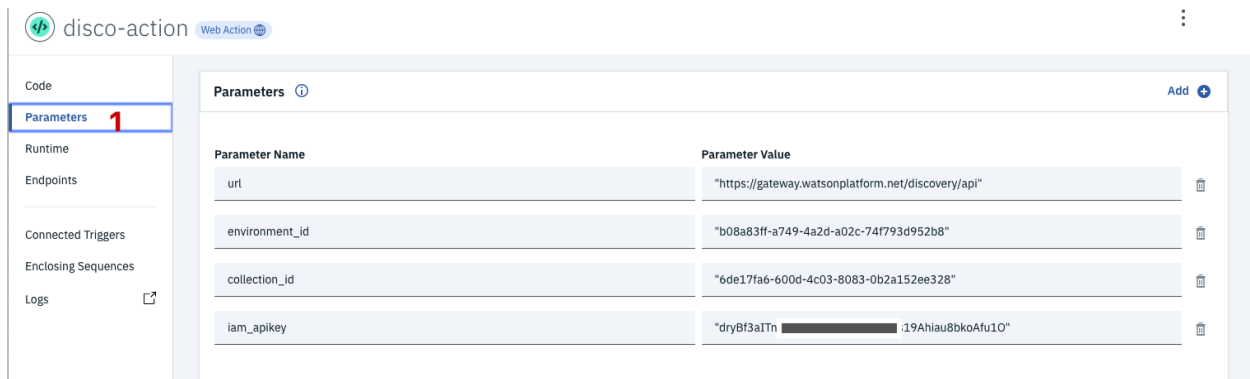 disco-action Web Action
Code
Parameters 1
Runtime
Endpoints
Connected Triggers
Enclosing Sequences
Logs
Parameters
Add
Parameter Name Parameter Value
url "https://gateway.watsonplatform.net/discovery/api"
environment_id "b08a83ff-a749-4a2d-a02c-74f793d952b8"
collection_id "6de17fa6-600d-4c03-8083-0b2a152ee328"
iam_apikey "dryBf3aITn 19Ahiau8bkoAfu1O"